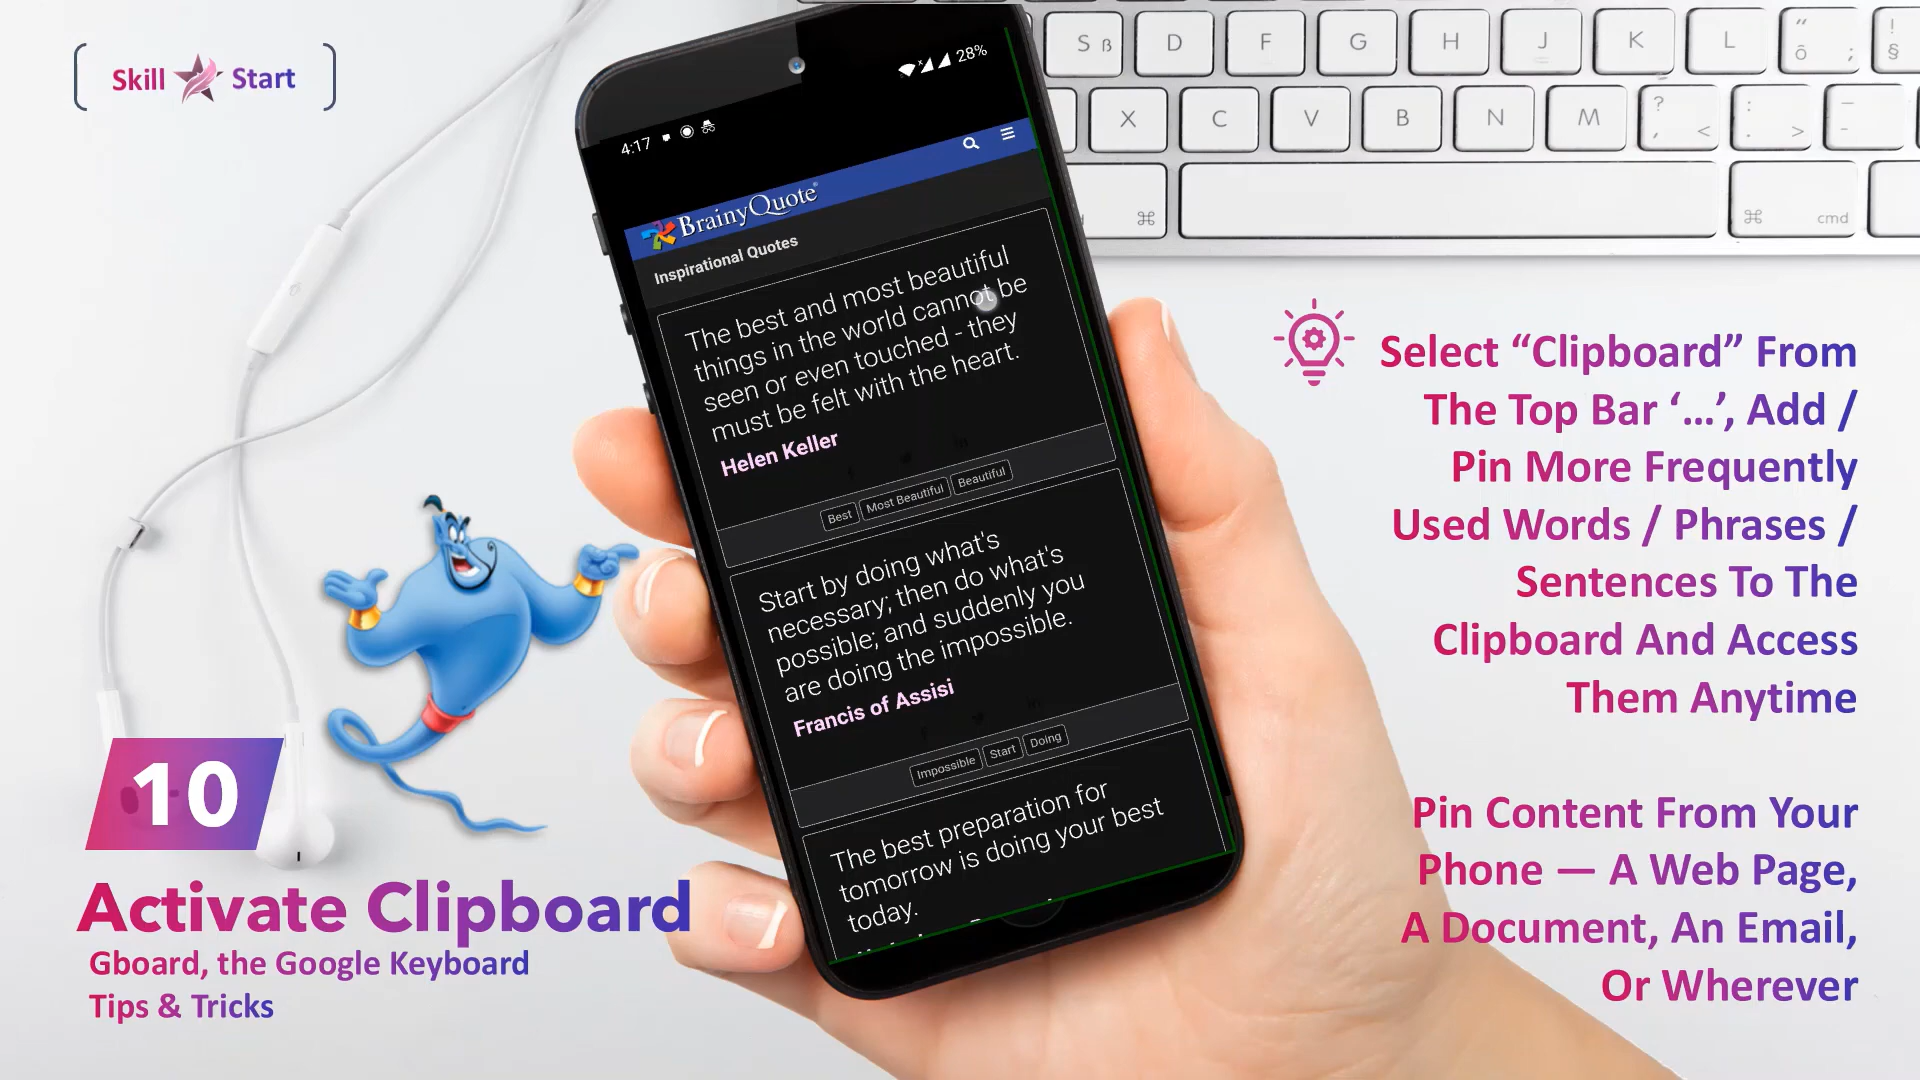 Skill Start
4:17
28%
BrainyQuote
Inspirational Quotes
The best and most beautiful
things in the world cannot be
seen or even touched - they
must be felt with the heart.
Helen Keller
Best Most Beautiful Beautiful
Start by doing what's
necessary; then do what's
possible; and suddenly you
are doing the impossible.
Francis of Assisi
Impossible Start Doing
The best preparation for
tomorrow is doing your best
today.
S ß D F G H J K L õ ; ! §
X C V B N M ? , < : . > – -
⌘ ⌘ cmd
Select “Clipboard” From
The Top Bar ‘...’, Add /
Pin More Frequently
Used Words / Phrases /
Sentences To The
Clipboard And Access
Them Anytime
Pin Content From Your
Phone — A Web Page,
A Document, An Email,
Or Wherever
10
Activate Clipboard
Gboard, the Google Keyboard
Tips & Tricks